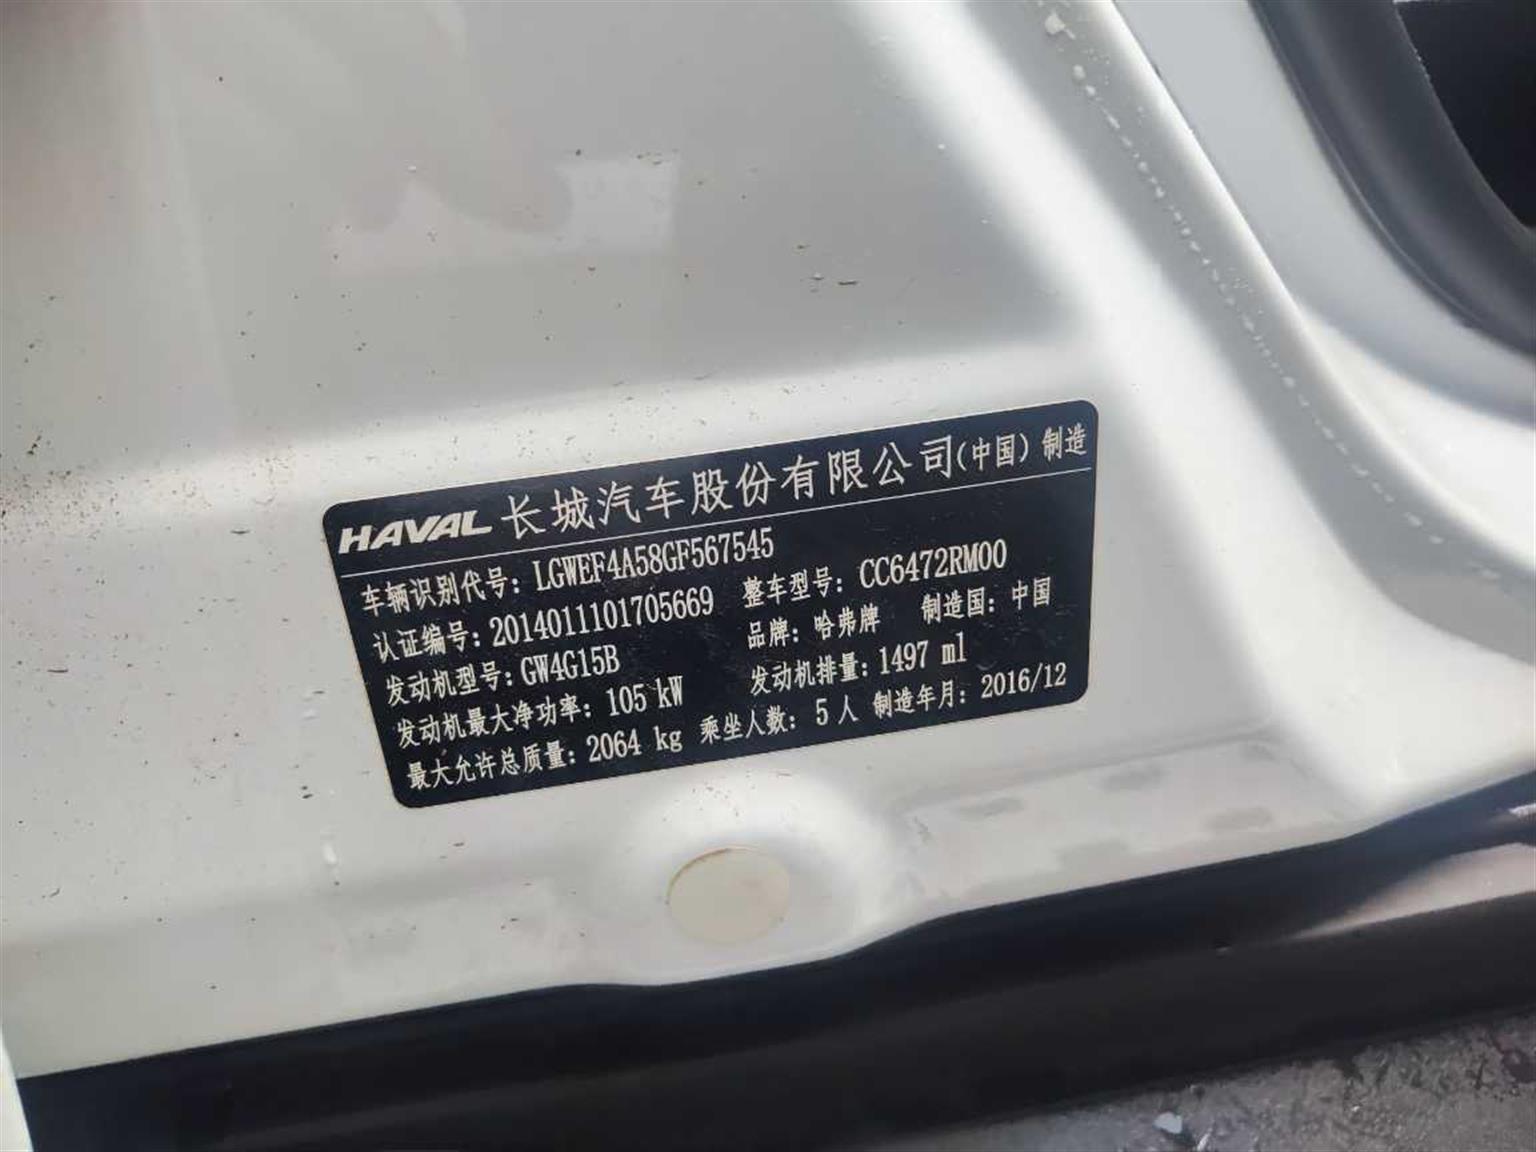 HAVAL 长城汽车股份有限公司(中国)制造
车辆识别代号: LGWEF4A58GF567545
认证编号: 2014011101705669 整车型号: CC6472RM00
发动机型号: GW4G15B 品牌: 哈弗牌 制造国: 中国
发动机最大净功率: 105 kW 发动机排量: 1497 ml
最大允许总质量: 2064 kg 乘坐人数: 5 人 制造年月: 2016/12